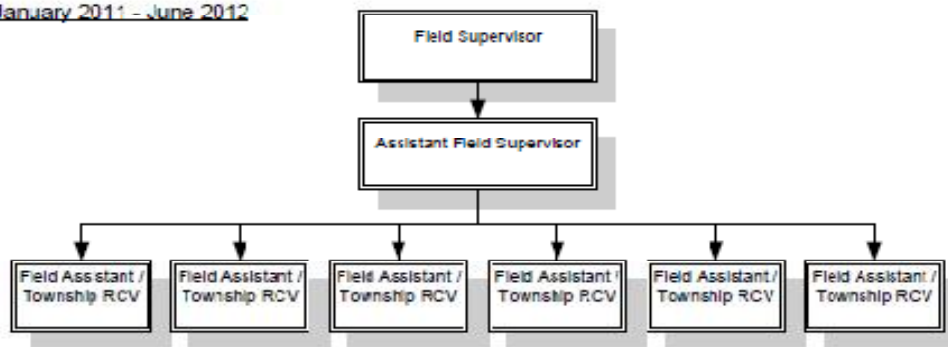 January 2011 - June 2012
Field Supervisor
Assistant Field Supervisor
Field Assistant /
Township RCV
Field Assistant /
Township RCV
Field Assistant /
Township RCV
Field Assistant /
Township RCV
Field Assistant /
Township RCV
Field Assistant /
Township RCV